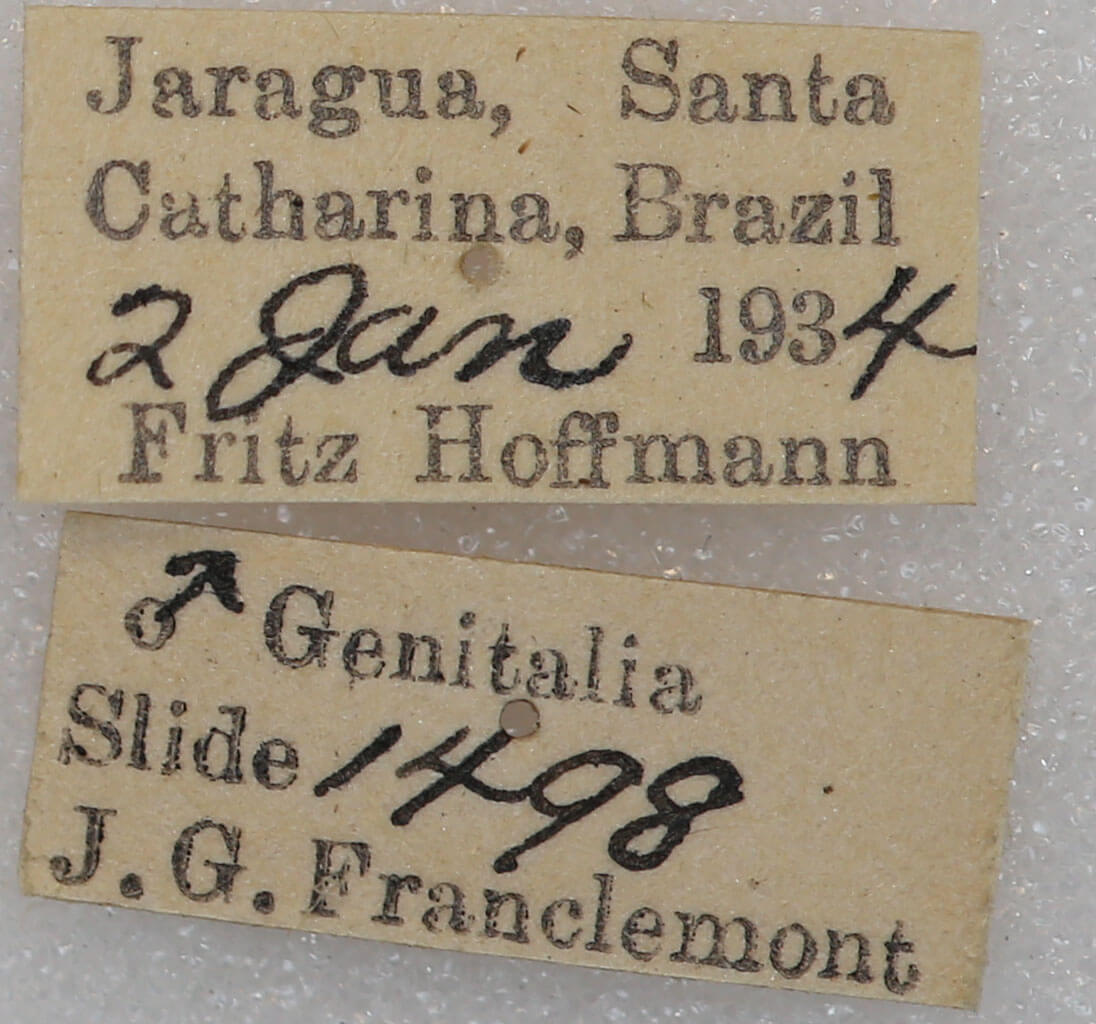 Jaragua, Santa
Catharina, Brazil
2 Jan 1934
Fritz Hoffmann
♂ Genitalia
Slide 1498
J. G. Franclemont